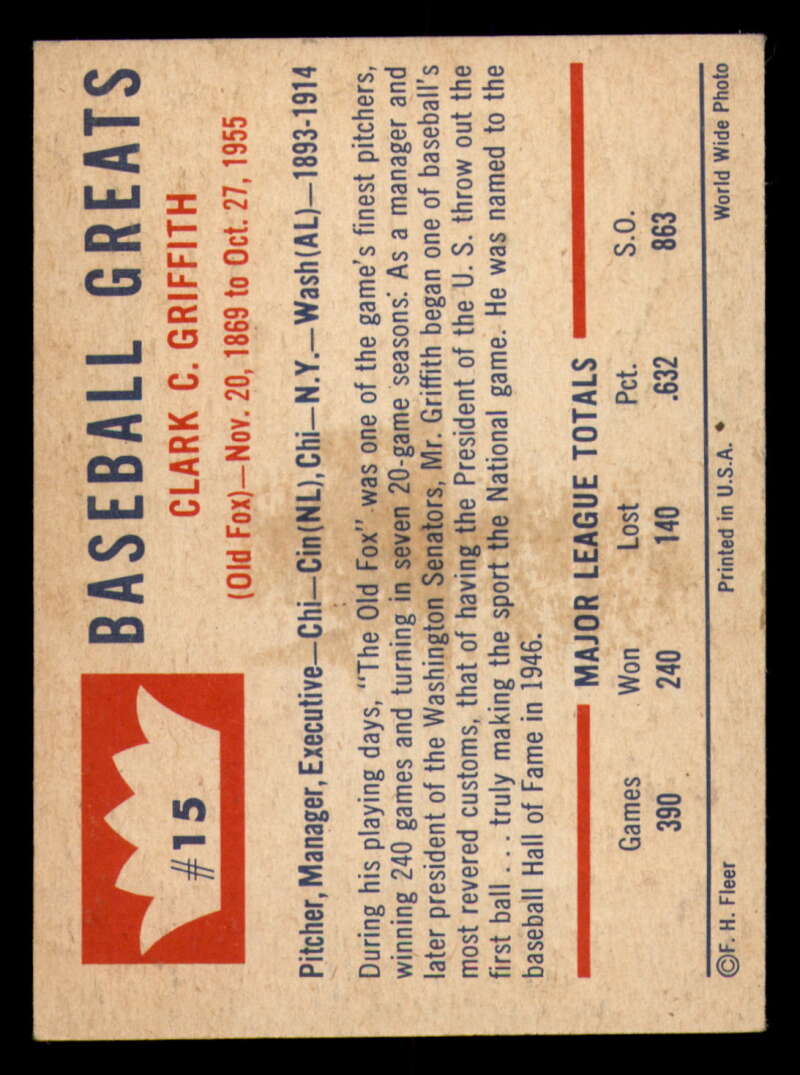 #15
BASEBALL GREATS
CLARK C. GRIFFITH
(Old Fox)—Nov. 20, 1869 to Oct. 27, 1955
Pitcher, Manager, Executive—Chi—Cin(NL), Chi—N.Y.—Wash(AL)—1893-1914
During his playing days, "The Old Fox" was one of the game's finest pitchers,
winning 240 games and turning in seven 20-game seasons. As a manager and
later president of the Washington Senators, Mr. Griffith began one of baseball's
most revered customs, that of having the President of the U. S. throw out the
first ball . . . truly making the sport the National game. He was named to the
baseball Hall of Fame in 1946.
MAJOR LEAGUE TOTALS
Games Won Lost Pct. S.O.
390 240 140 .632 863
©F. H. Fleer Printed in U.S.A. World Wide Photo